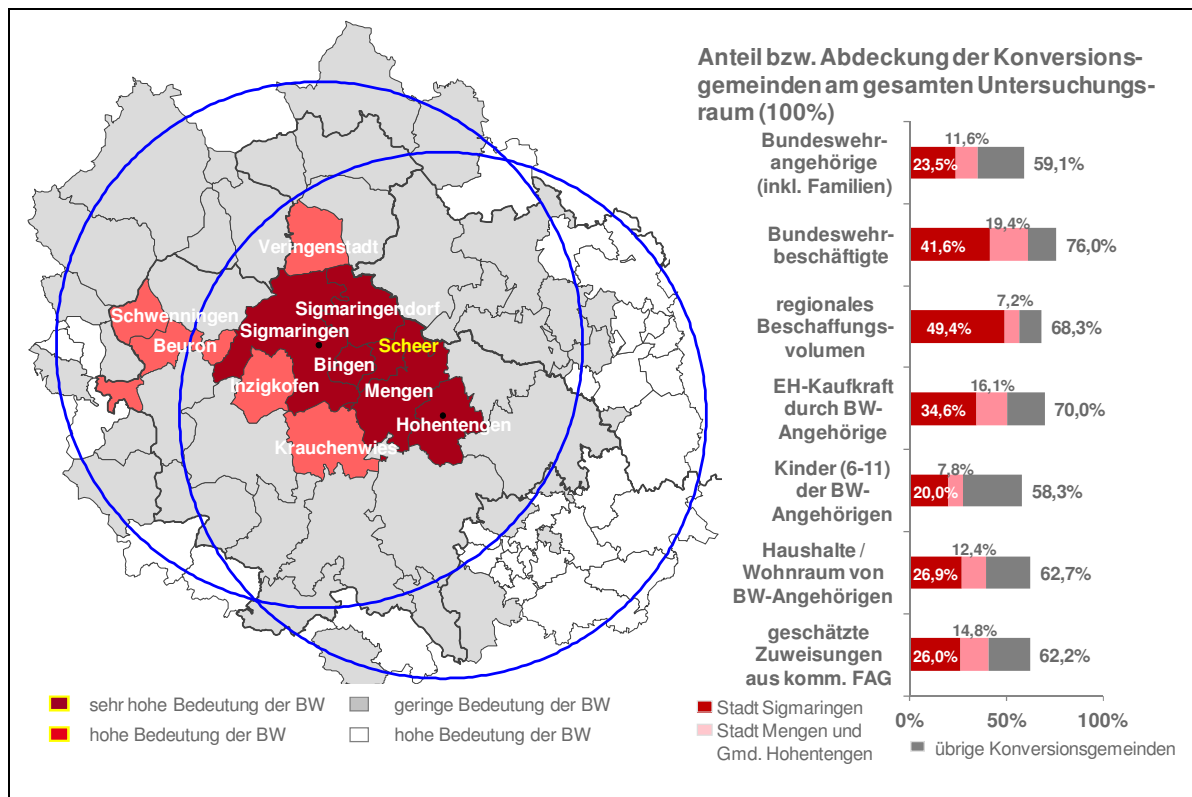 Anteil bzw. Abdeckung der Konversions-
gemeinden am gesamten Untersuchungs-
raum (100%)
Veringenstadt
Schwenningen
Sigmaringendorf
Sigmaringen
Beuron
Scheer
Bingen
Inzigkofen
Mengen
Hohentengen
Krauchenwies
Bundeswehr-
angehörige
(inkl. Familien)
11,6%
23,5%
59,1%
Bundeswehr-
beschäftigte
19,4%
41,6%
76,0%
regionales
Beschaffungs-
volumen
7,2%
49,4%
68,3%
EH-Kaufkraft
durch BW-
Angehörige
16,1%
34,6%
70,0%
Kinder (6-11)
der BW-
Angehörigen
7,8%
20,0%
58,3%
Haushalte /
Wohnraum von
BW-Angehörigen
12,4%
26,9%
62,7%
geschätzte
Zuweisungen
aus komm. FAG
14,8%
26,0%
62,2%
0%
50%
100%
sehr hohe Bedeutung der BW
hohe Bedeutung der BW
geringe Bedeutung der BW
hohe Bedeutung der BW
Stadt Sigmaringen
Stadt Mengen und
Gmd. Hohentengen
übrige Konversionsgemeinden